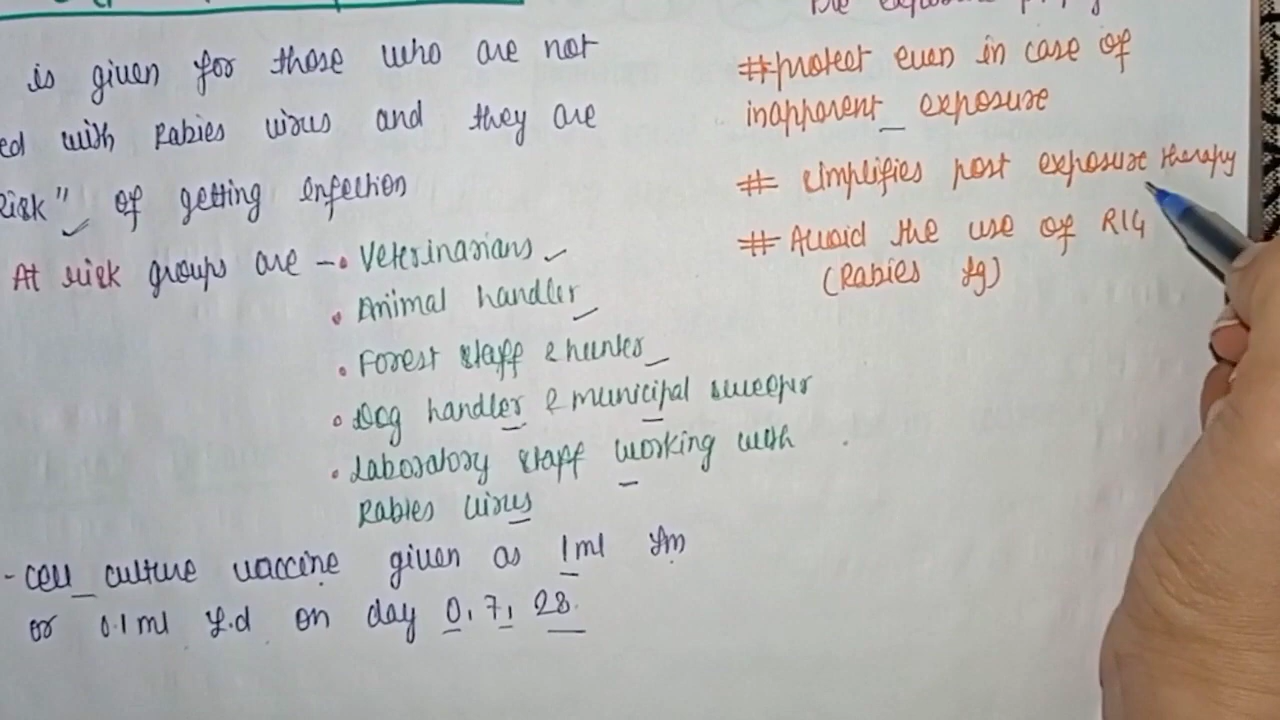 is given for those who are not
ed with Rabies virus and they are
Risk" of getting infection
At risk groups are - • Veterinarians
• Animal handler
• Forest staff & hunter
• Dog handler & municipal sweeper
• Laboratory staff working with
Rabies virus
- cell culture vaccine given as 1ml Im
or 0.1ml I.d on day 0, 7, 28
# protect even in case of
inapparent exposure
# simplifies post exposure therapy
# Avoid the use of RIG
(Rabies Ig)